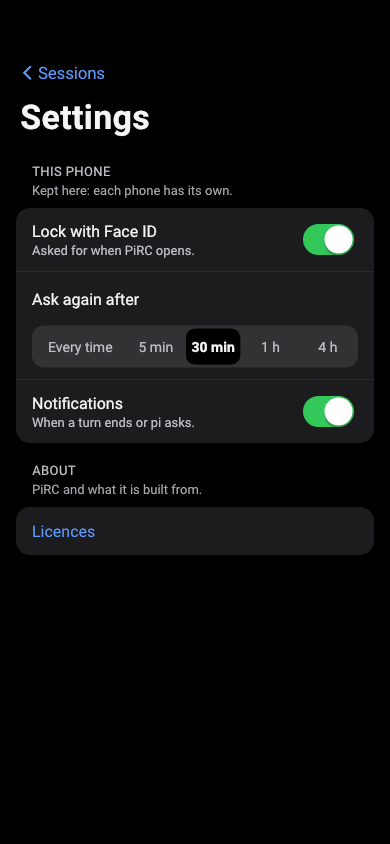 Sessions
Settings
THIS PHONE
Kept here: each phone has its own.
Lock with Face ID
Asked for when PiRC opens.
Ask again after
Every time 5 min 30 min 1 h 4 h
Notifications
When a turn ends or pi asks.
ABOUT
PiRC and what it is built from.
Licences